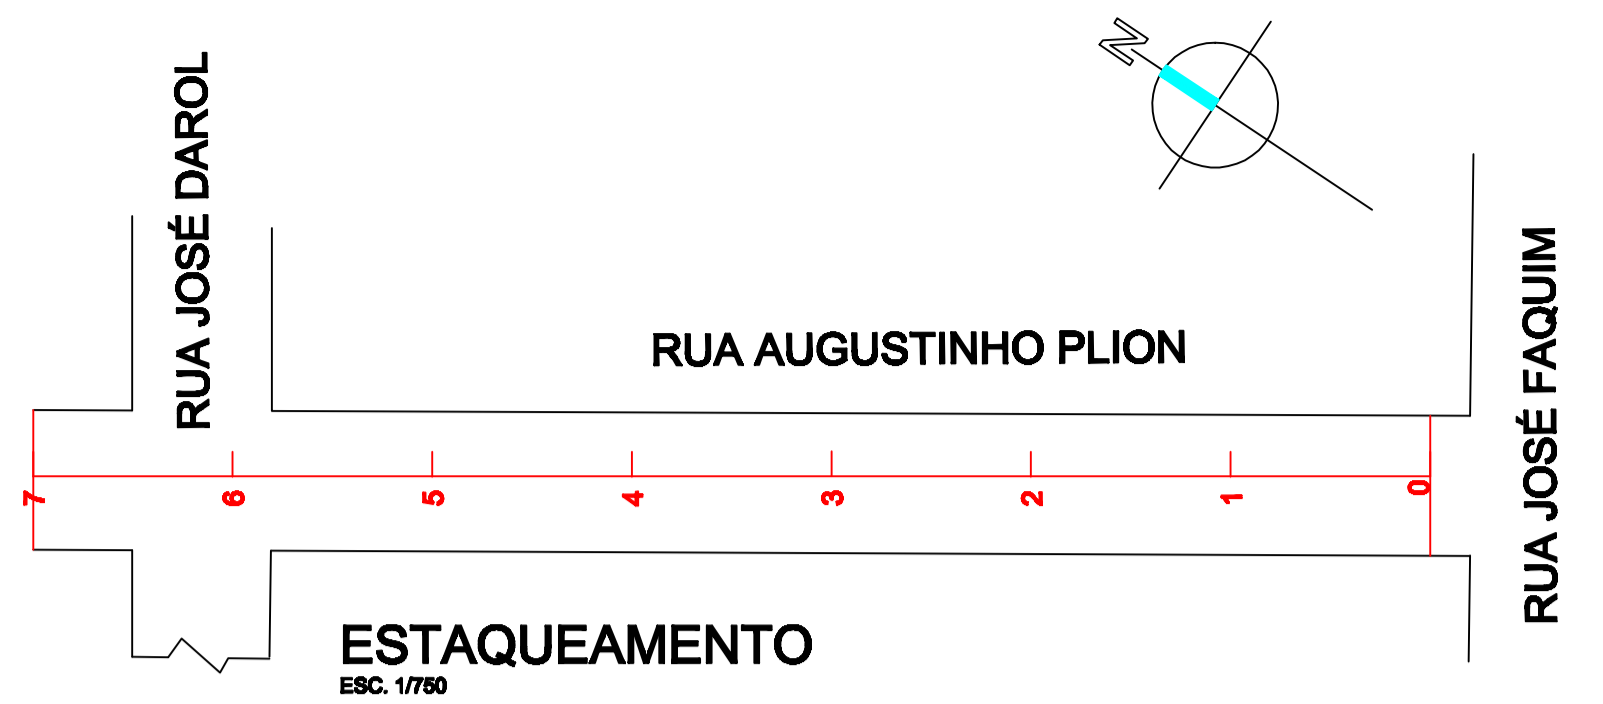 N
RUA JOSÉ DAROL
RUA AUGUSTINHO PLION
RUA JOSÉ FAQUIM
7 6 5 4 3 2 1 0
ESTAQUEAMENTO
ESC. 1/750